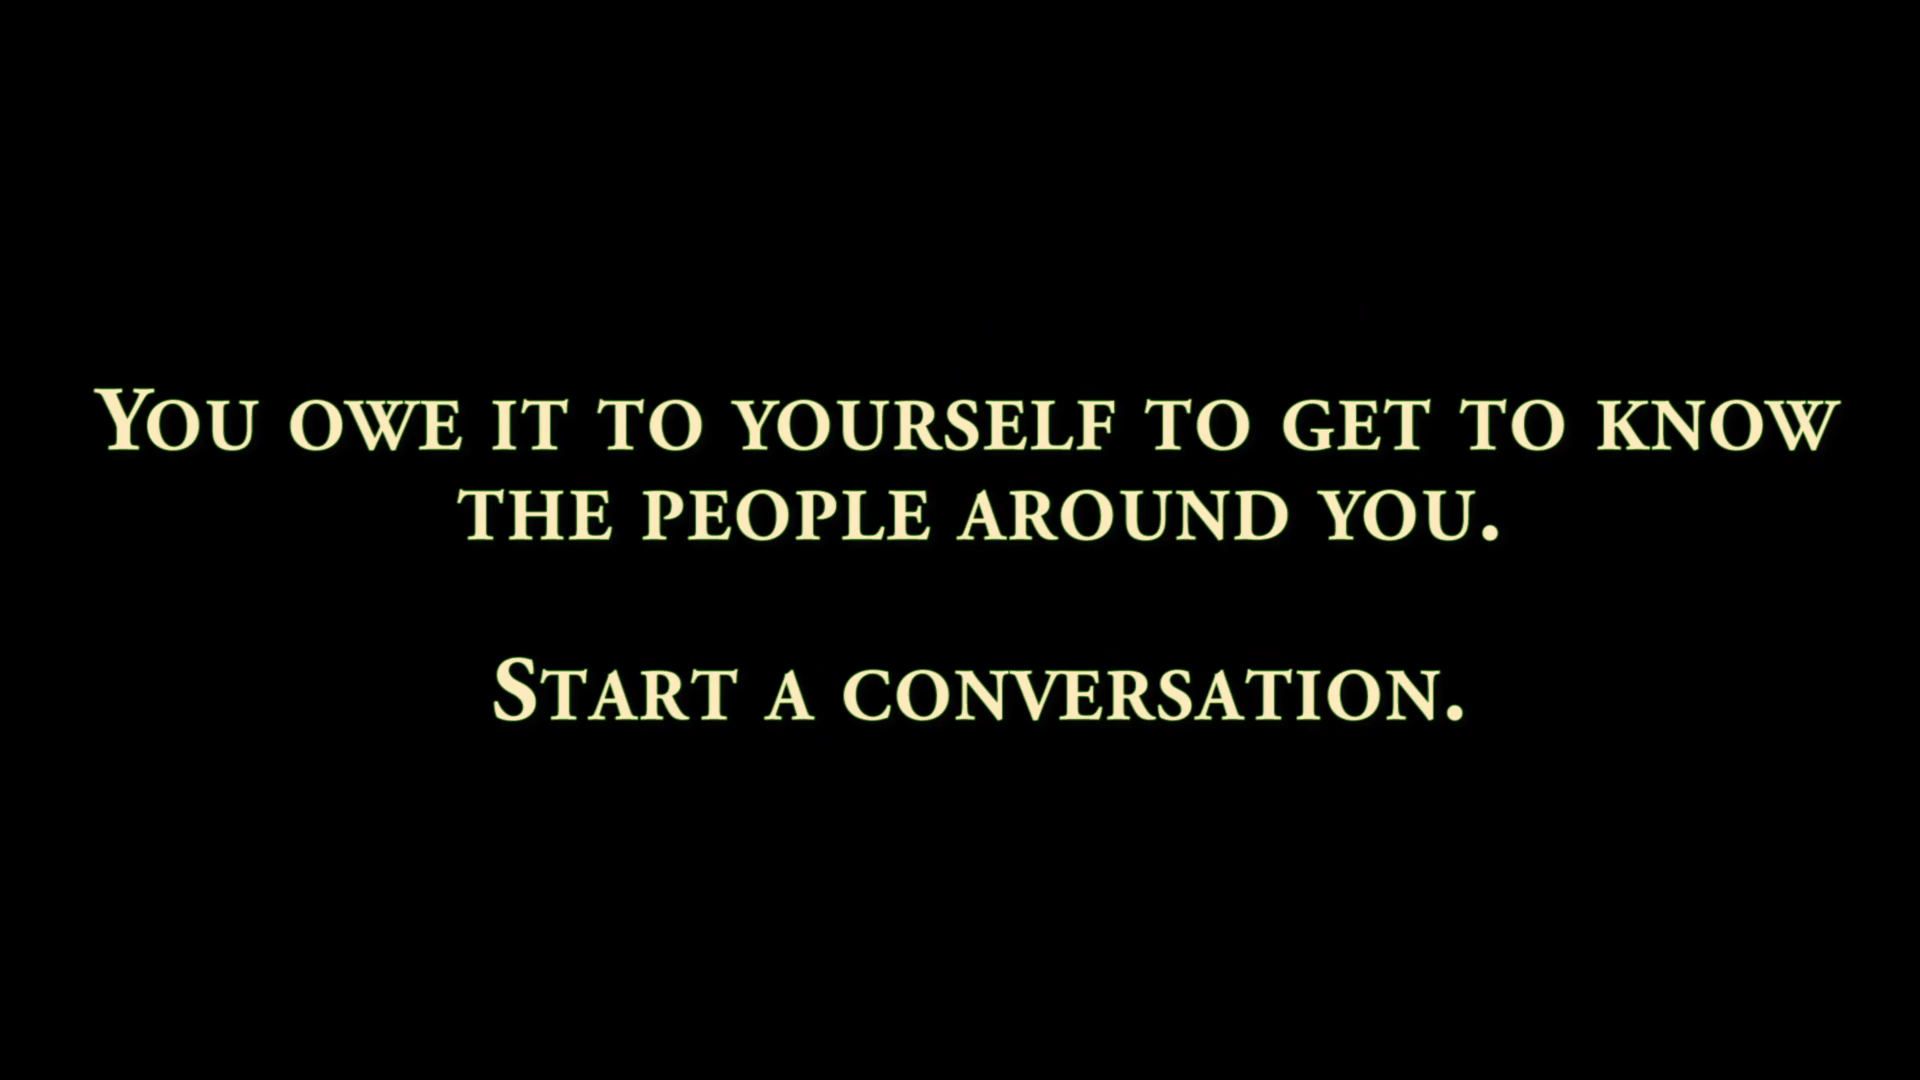 You owe it to yourself to get to know
the people around you.
Start a conversation.